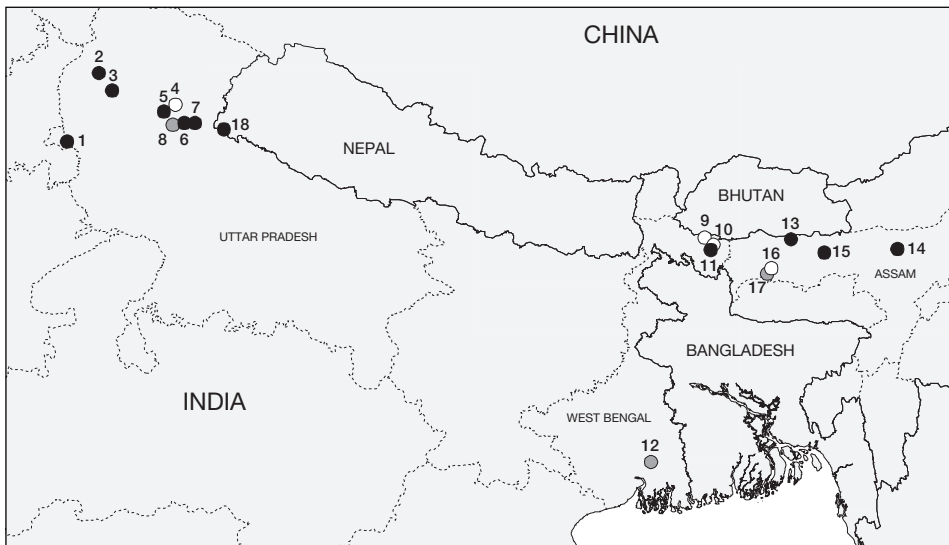 CHINA
2
3
4
5
7
1
8
6
18
NEPAL
BHUTAN
9
10
13
UTTAR PRADESH
11
16
15
14
17
ASSAM
BANGLADESH
INDIA
WEST BENGAL
12